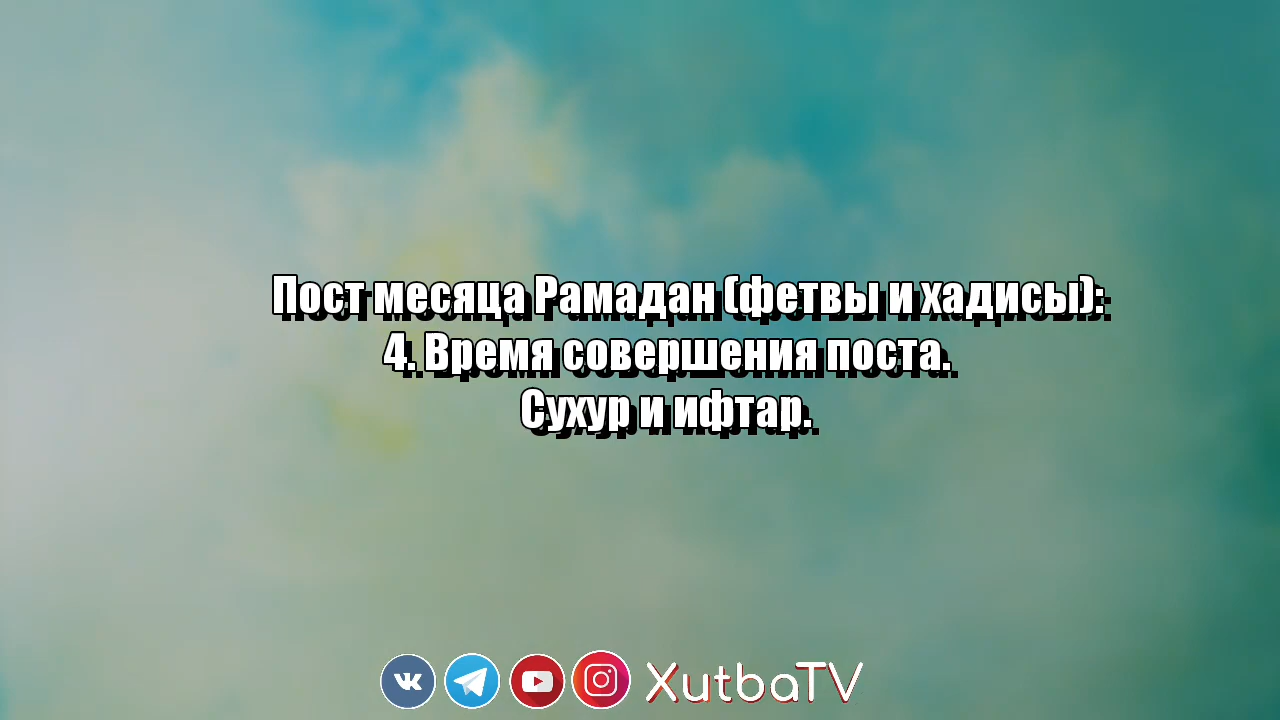 Пост месяца Рамадан (фетвы и хадисы):
4. Время совершения поста.
Сухур и ифтар.
XutbaTV